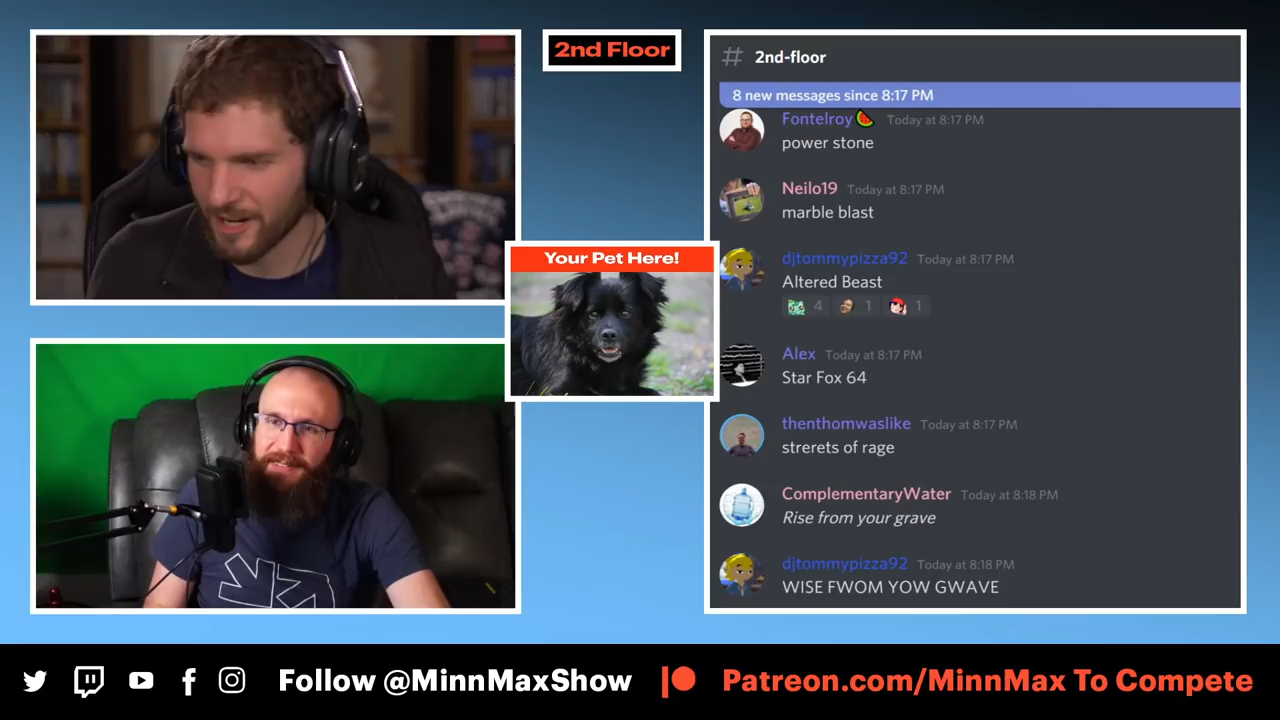 2nd Floor
2nd-floor
8 new messages since 8:17 PM
Fontelroy Today at 8:17 PM
power stone
Neilo19 Today at 8:17 PM
marble blast
djtommypizza92 Today at 8:17 PM
Altered Beast
4 1 1
Alex Today at 8:17 PM
Star Fox 64
thenthomwaslike Today at 8:17 PM
strerets of rage
ComplementaryWater Today at 8:18 PM
Rise from your grave
djtommypizza92 Today at 8:18 PM
WISE FWOM YOW GWAVE
Your Pet Here!
Follow @MinnMaxShow
Patreon.com/MinnMax To Compete